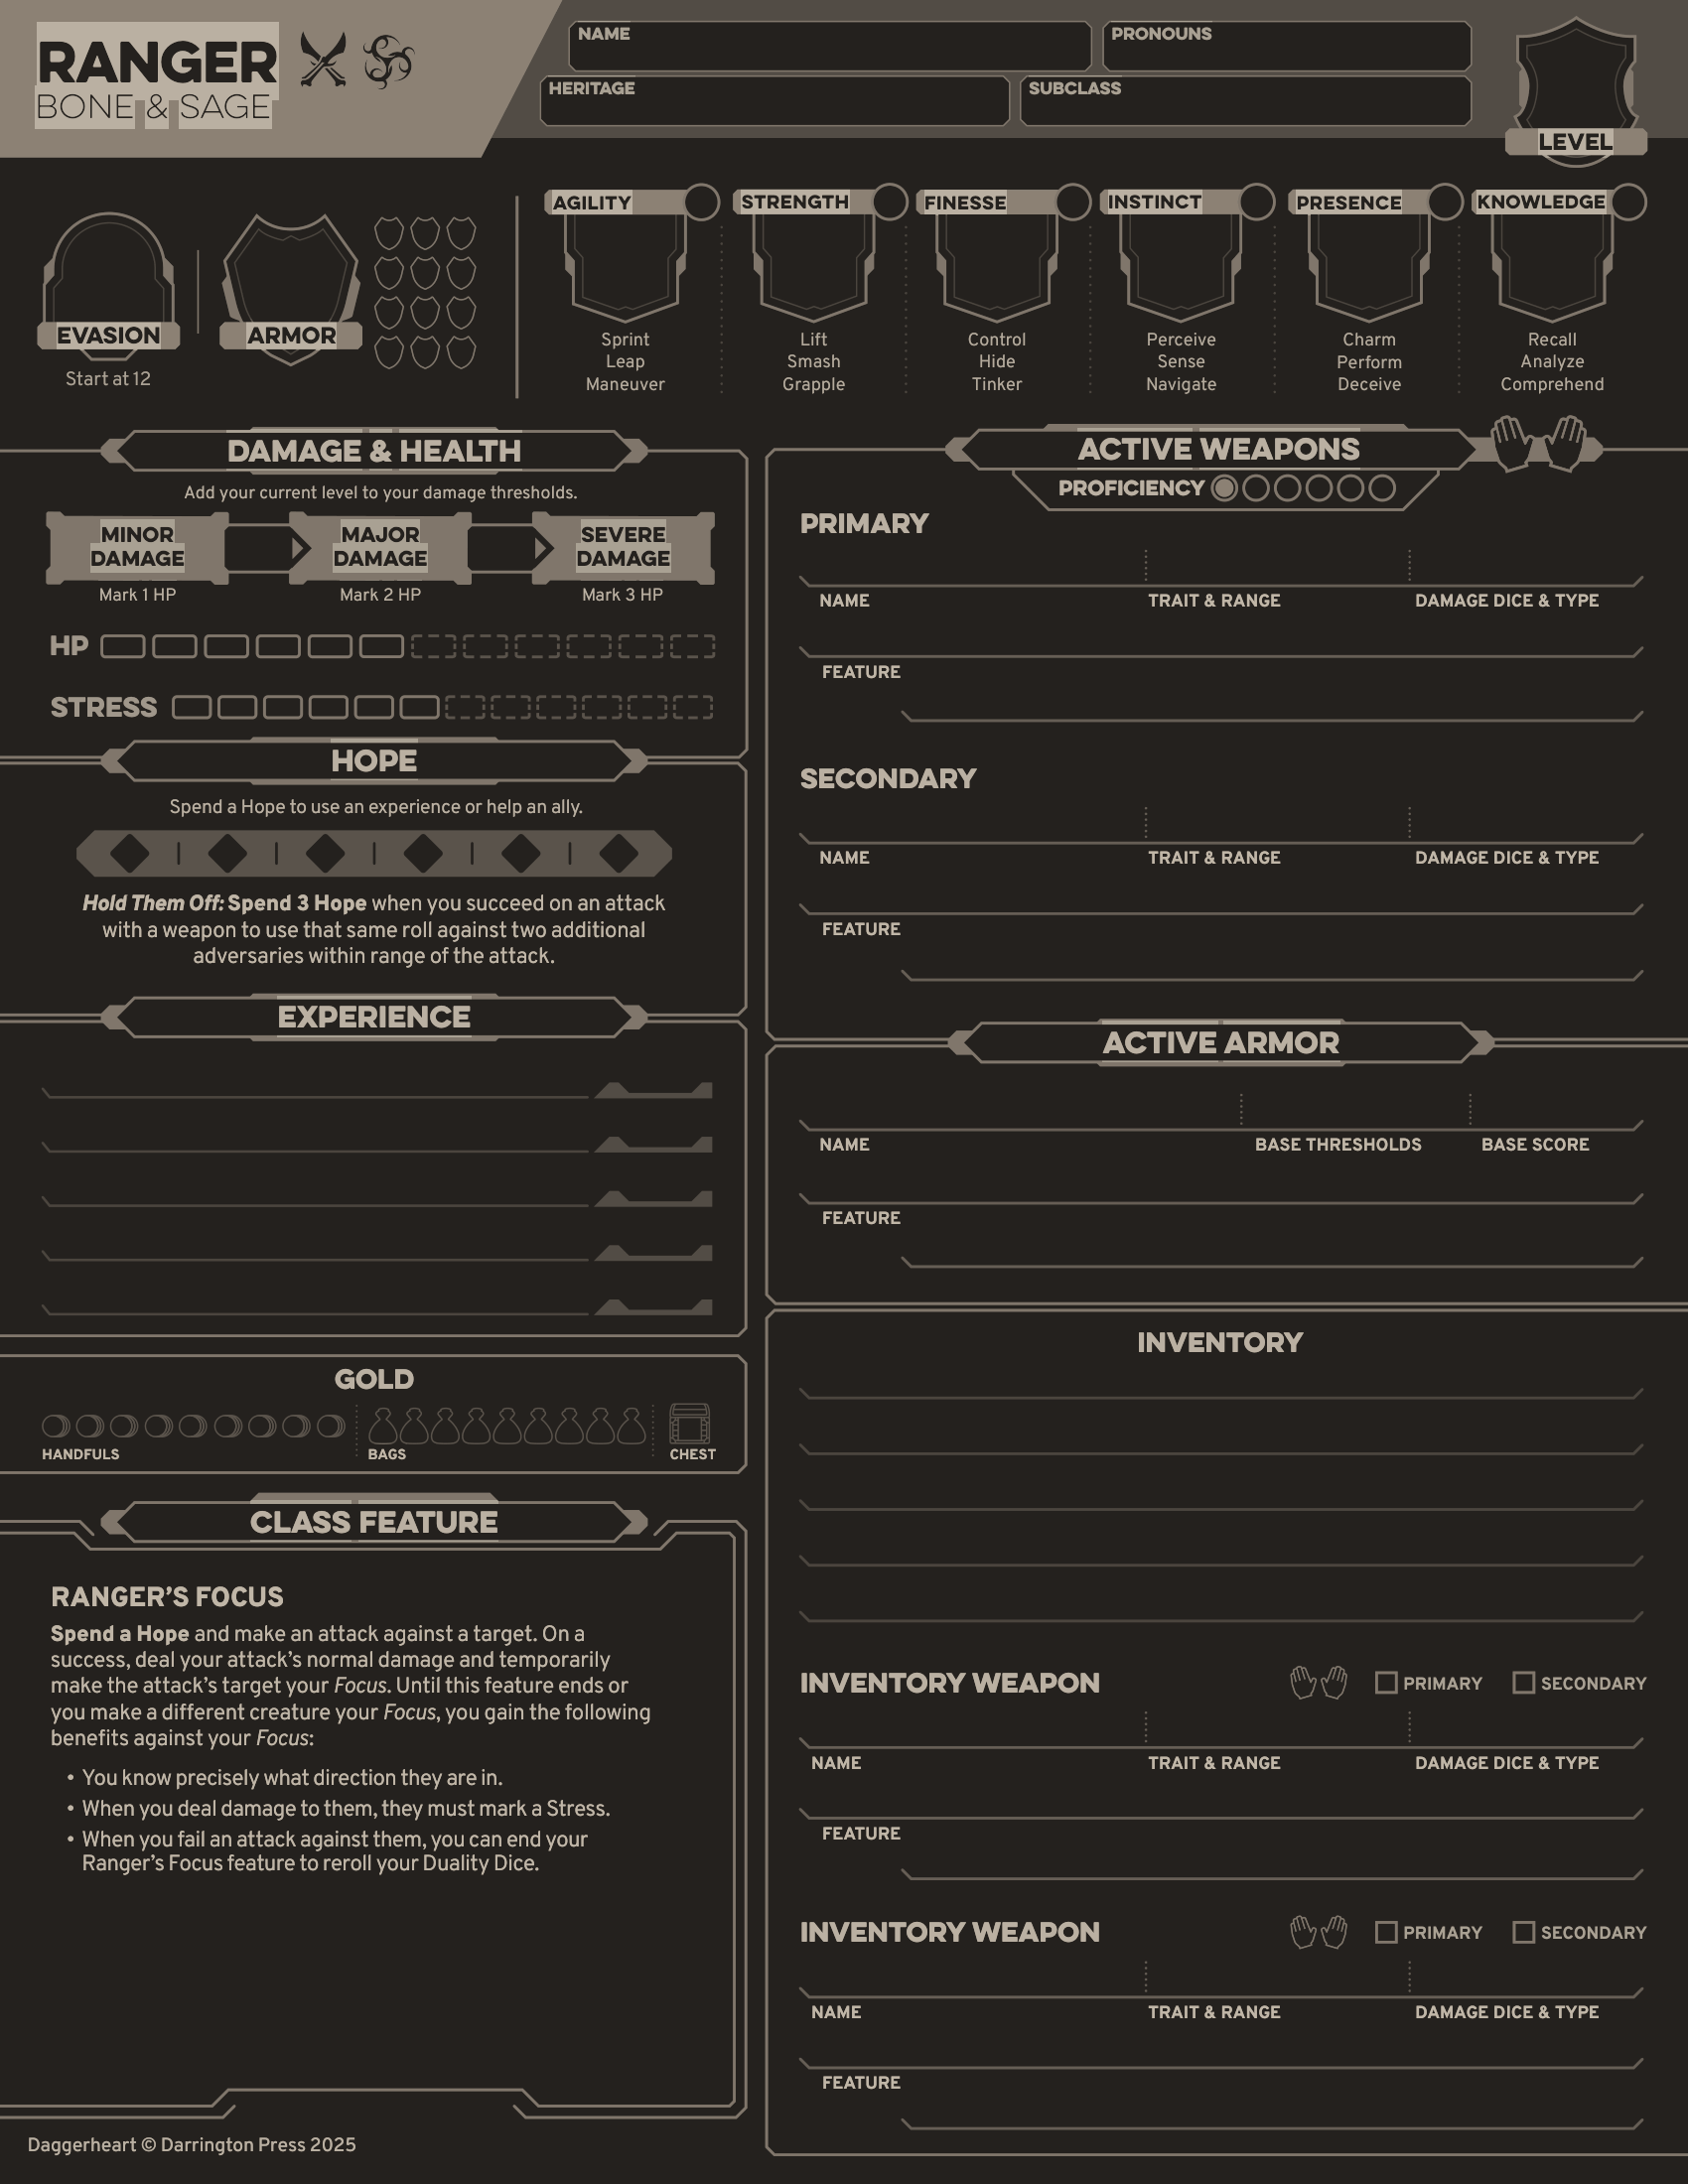 RANGER
BONE & SAGE
NAME
PRONOUNS
HERITAGE
SUBCLASS
LEVEL
EVASION
Start at 12
ARMOR
AGILITY
Sprint
Leap
Maneuver
STRENGTH
Lift
Smash
Grapple
FINESSE
Control
Hide
Tinker
INSTINCT
Perceive
Sense
Navigate
PRESENCE
Charm
Perform
Deceive
KNOWLEDGE
Recall
Analyze
Comprehend
DAMAGE & HEALTH
Add your current level to your damage thresholds.
MINOR
DAMAGE
Mark 1 HP
MAJOR
DAMAGE
Mark 2 HP
SEVERE
DAMAGE
Mark 3 HP
HP
STRESS
HOPE
Spend a Hope to use an experience or help an ally.
Hold Them Off: Spend 3 Hope when you succeed on an attack
with a weapon to use that same roll against two additional
adversaries within range of the attack.
EXPERIENCE
GOLD
HANDFULS
BAGS
CHEST
CLASS FEATURE
RANGER’S FOCUS
Spend a Hope and make an attack against a target. On a
success, deal your attack’s normal damage and temporarily
make the attack’s target your Focus. Until this feature ends or
you make a different creature your Focus, you gain the following
benefits against your Focus:
• You know precisely what direction they are in.
• When you deal damage to them, they must mark a Stress.
• When you fail an attack against them, you can end your
Ranger’s Focus feature to reroll your Duality Dice.
Daggerheart © Darrington Press 2025
ACTIVE WEAPONS
PROFICIENCY
PRIMARY
NAME
TRAIT & RANGE
DAMAGE DICE & TYPE
FEATURE
SECONDARY
NAME
TRAIT & RANGE
DAMAGE DICE & TYPE
FEATURE
ACTIVE ARMOR
NAME
BASE THRESHOLDS
BASE SCORE
FEATURE
INVENTORY
INVENTORY WEAPON
PRIMARY
SECONDARY
NAME
TRAIT & RANGE
DAMAGE DICE & TYPE
FEATURE
INVENTORY WEAPON
PRIMARY
SECONDARY
NAME
TRAIT & RANGE
DAMAGE DICE & TYPE
FEATURE